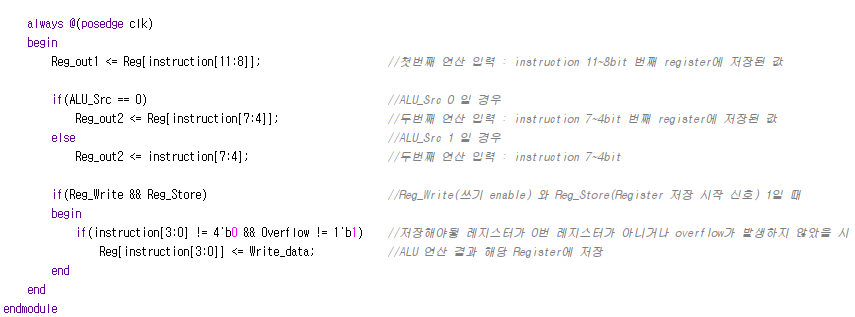 always @(posedge clk)
begin
Reg_out1 <= Reg[instruction[11:8]]; //첫번째 연산 입력 : instruction 11~8bit 번째 register에 저장된 값
if(ALU_Src == 0) //ALU_Src 0 일 경우
Reg_out2 <= Reg[instruction[7:4]]; //두번째 연산 입력 : instruction 7~4bit 번째 register에 저장된 값
else //ALU_Src 1 일 경우
Reg_out2 <= instruction[7:4]; //두번째 연산 입력 : instruction 7~4bit
if(Reg_Write && Reg_Store) //Reg_Write(쓰기 enable) 와 Reg_Store(Register 저장 시작 신호) 1일 때
begin
if(instruction[3:0] != 4'b0 && Overflow != 1'b1) //저장해야될 레지스터가 0번 레지스터가 아니거나 overflow가 발생하지 않았을 시
Reg[instruction[3:0]] <= Write_data; //ALU 연산 결과 해당 Register에 저장
end
end
endmodule